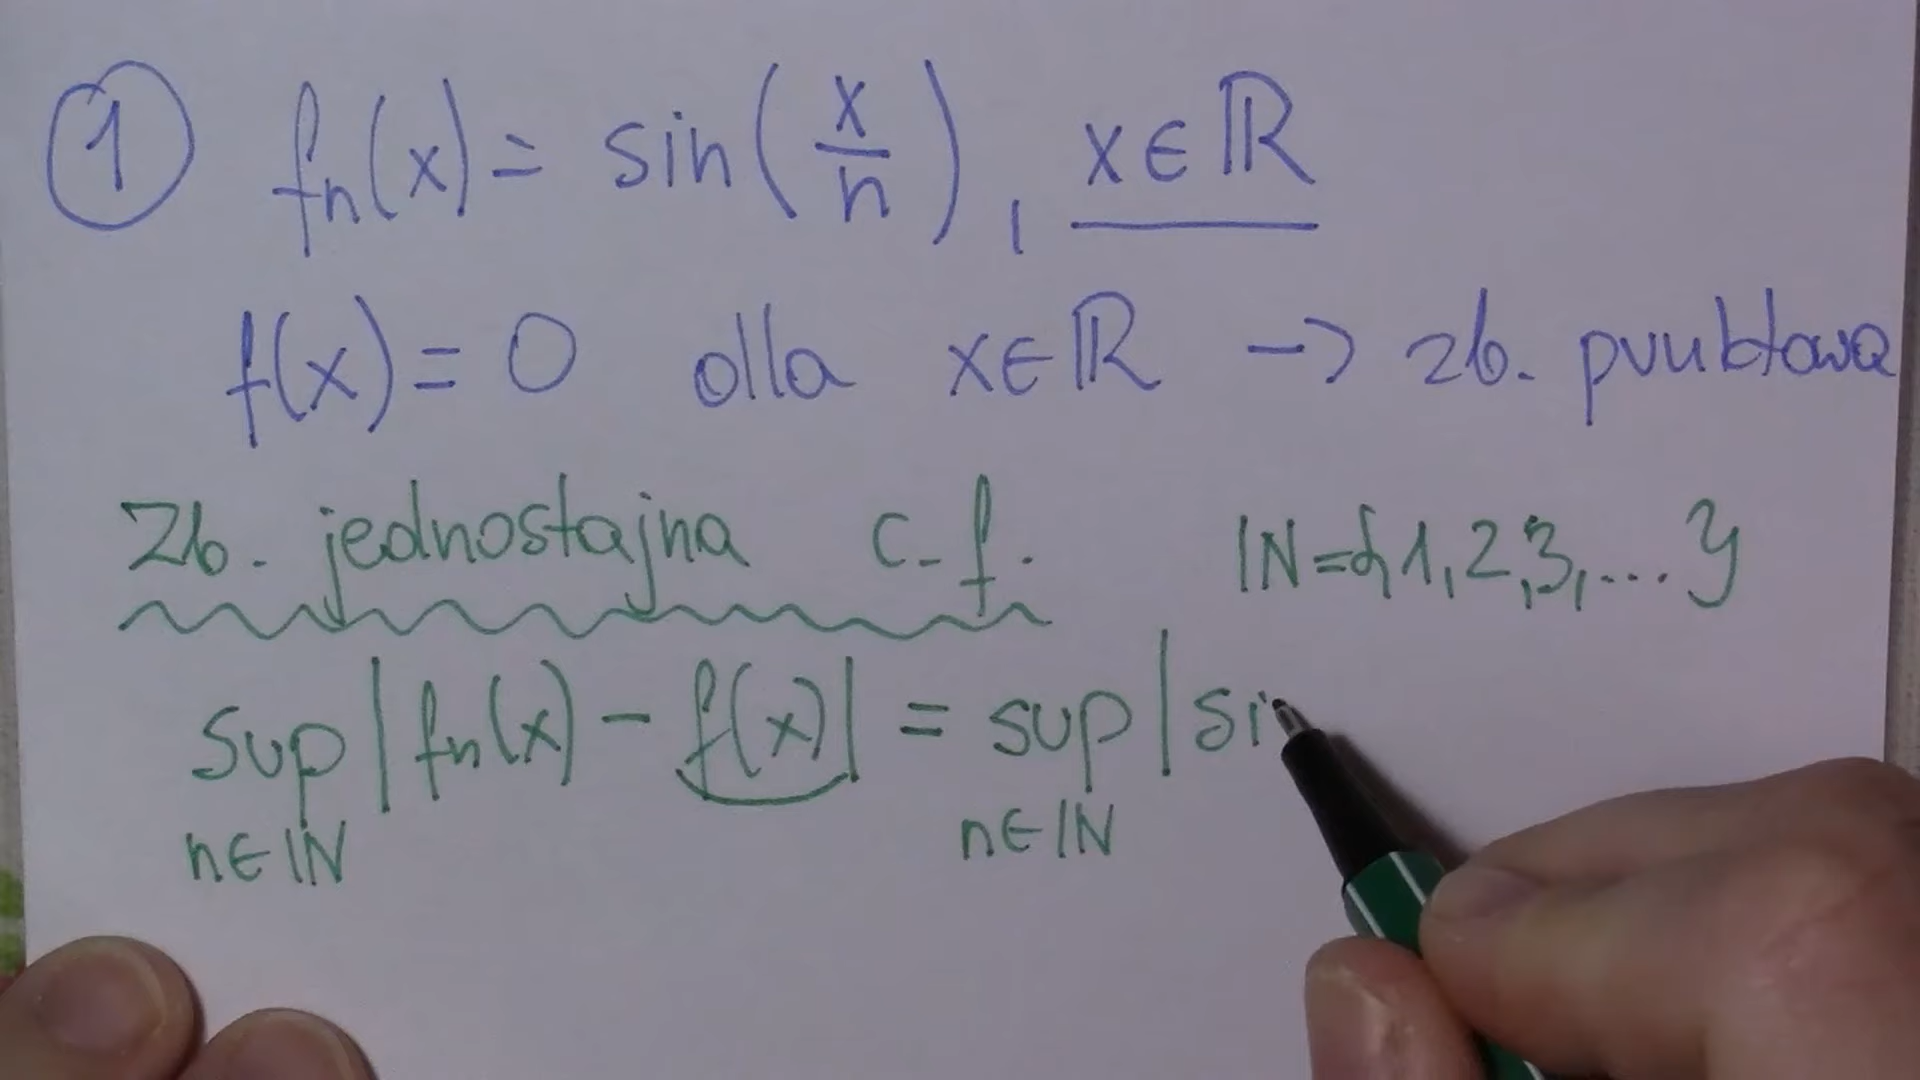 1 fn(x) = sin(x/n), x∈ℝ
f(x) = 0 dla x∈ℝ → zb. punktowa
Zb. jednostajna c.f. ℕ={1,2,3,...}
sup |fn(x) - f(x)| = sup |si
n∈ℕ n∈ℕ